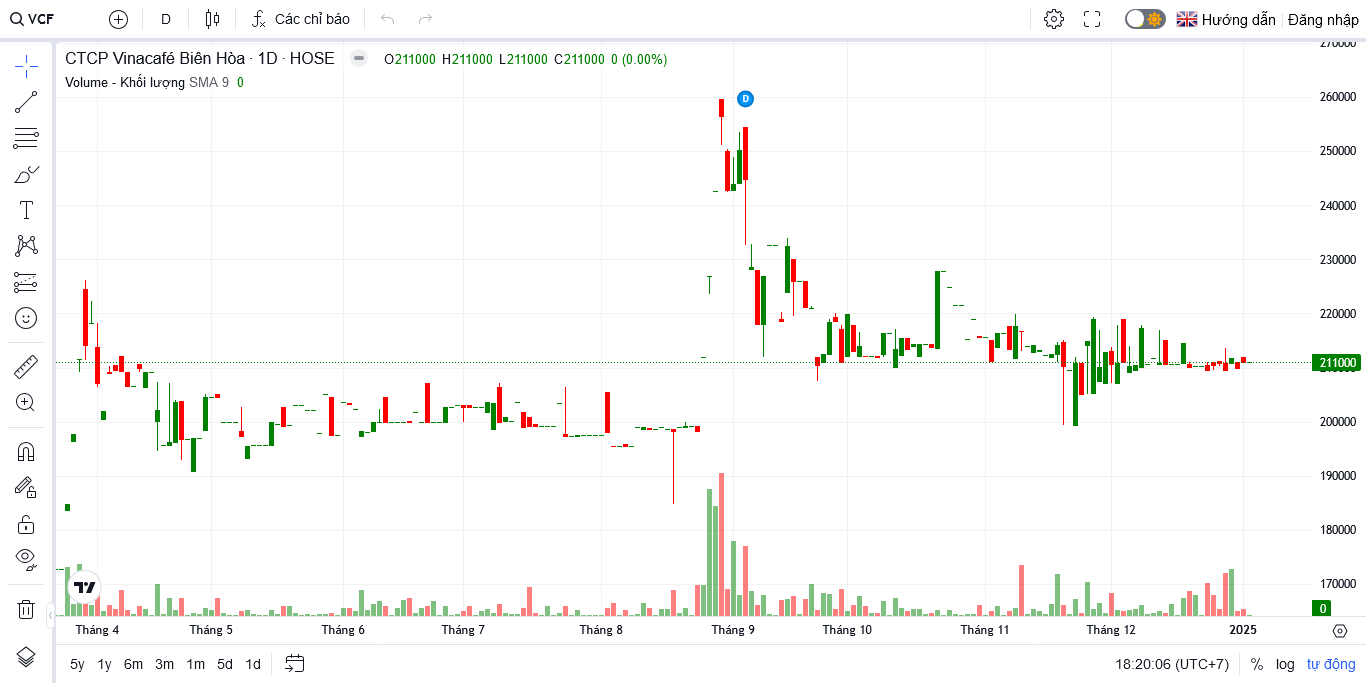 VCF D Các chỉ báo Hướng dẫn Đăng nhập
CTCP Vinacafé Biên Hòa · 1D · HOSE O211000 H211000 L211000 C211000 0 (0.00%)
Volume - Khối lượng SMA 9 0
270000
260000
250000
240000
230000
220000
211000
210000
200000
190000
180000
170000
0
Tháng 4 Tháng 5 Tháng 6 Tháng 7 Tháng 8 Tháng 9 Tháng 10 Tháng 11 Tháng 12 2025
5y 1y 6m 3m 1m 5d 1d 18:20:06 (UTC+7) % log tự động
D